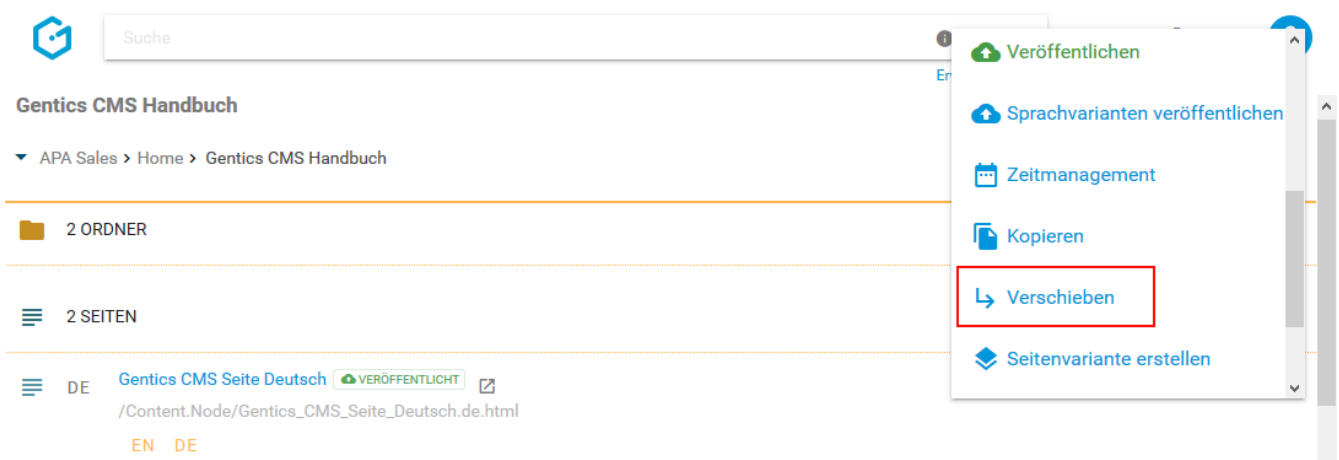 Suche
Er
Gentics CMS Handbuch
APA Sales > Home > Gentics CMS Handbuch
2 ORDNER
2 SEITEN
DE Gentics CMS Seite Deutsch VERÖFFENTLICHT
/Content.Node/Gentics_CMS_Seite_Deutsch.de.html
EN DE
Veröffentlichen
Sprachvarianten veröffentlichen
Zeitmanagement
Kopieren
Verschieben
Seitenvariante erstellen